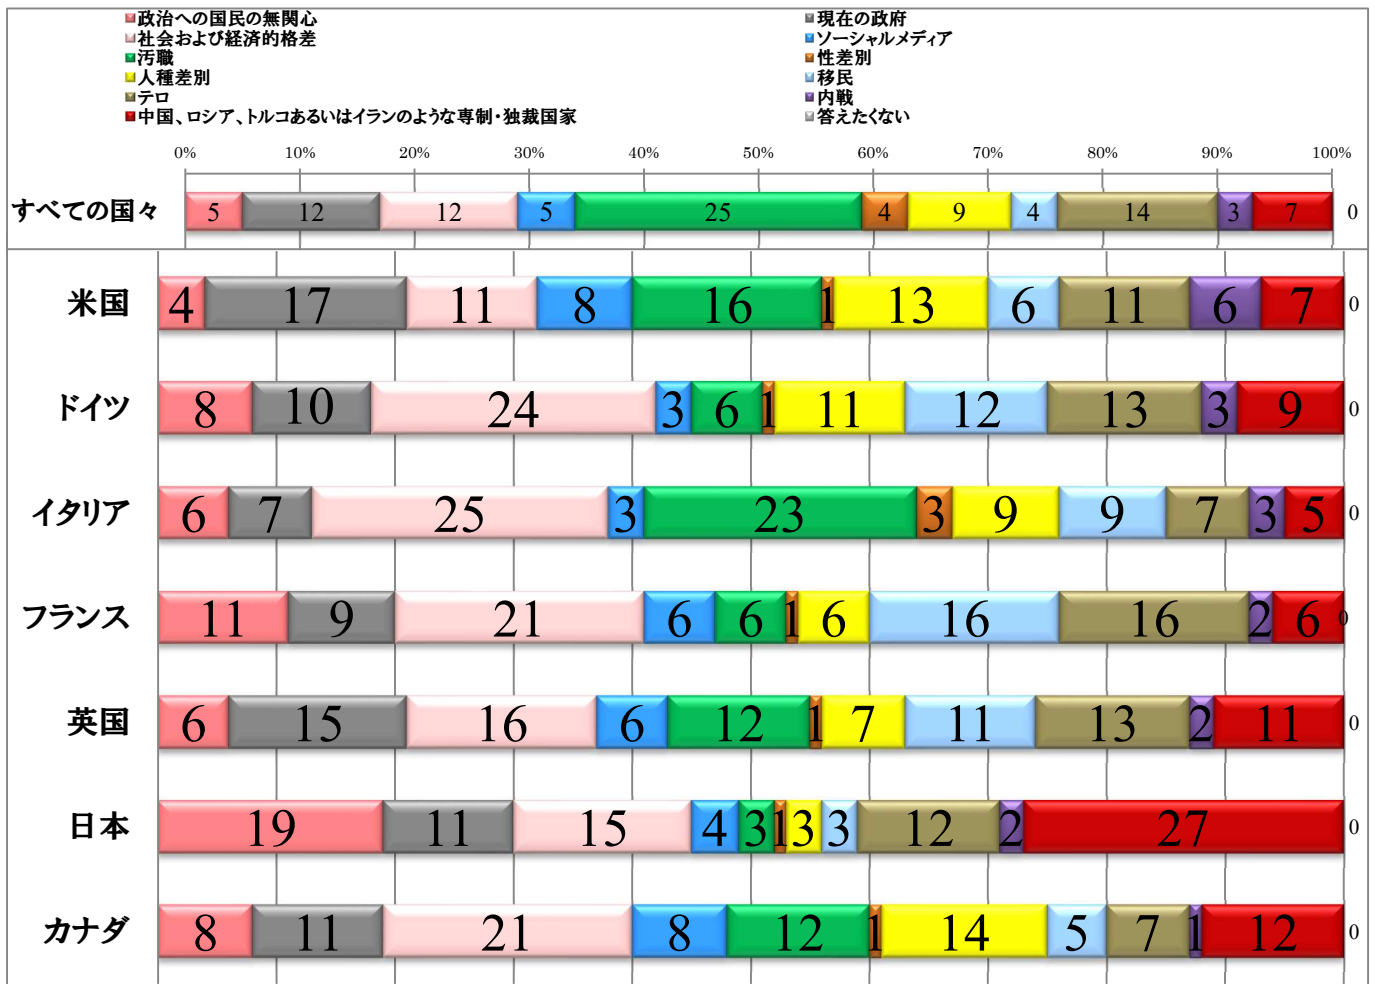 政治への国民の無関心 現在の政府
社会および経済的格差 ソーシャルメディア
汚職 性差別
人種差別 移民
テロ 内戦
中国、ロシア、トルコあるいはイランのような専制・独裁国家 答えたくない
0% 10% 20% 30% 40% 50% 60% 70% 80% 90% 100%
すべての国々 5 12 12 5 25 4 9 4 14 3 7 0
米国 4 17 11 8 16 1 13 6 11 6 7 0
ドイツ 8 10 24 3 6 1 11 12 13 3 9 0
イタリア 6 7 25 3 23 3 9 9 7 3 5 0
フランス 11 9 21 6 6 1 6 16 16 2 6 0
英国 6 15 16 6 12 1 7 11 13 2 11 0
日本 19 11 15 4 3 1 3 3 12 2 27 0
カナダ 8 11 21 8 12 1 14 5 7 1 12 0